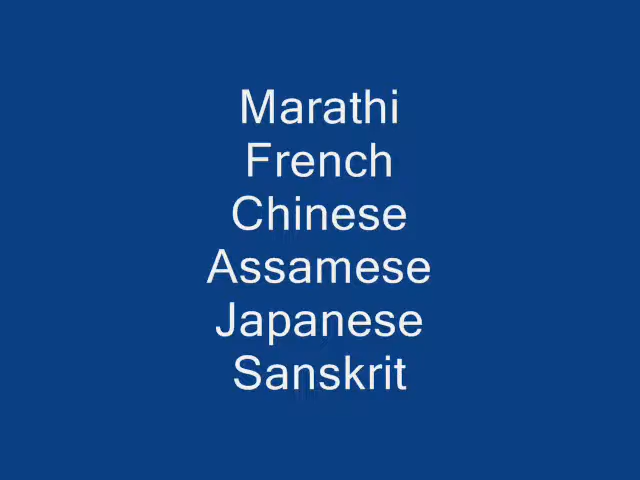 Marathi
French
Chinese
Assamese
Japanese
Sanskrit